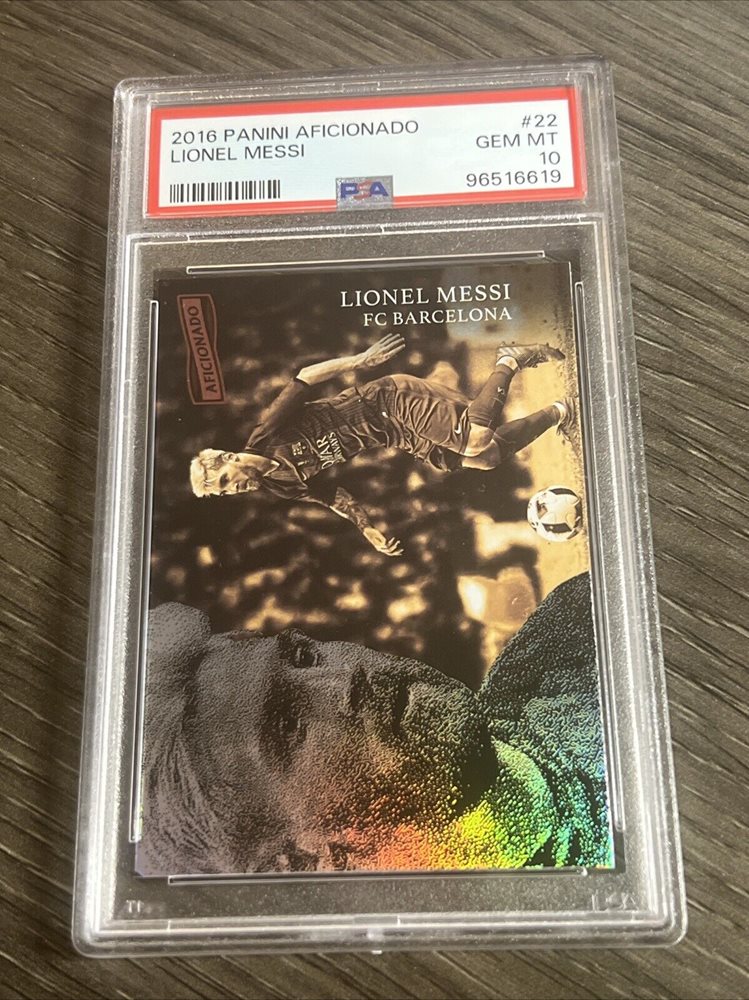 2016 PANINI AFICIONADO
LIONEL MESSI
#22
GEM MT
10
96516619
PSA
LIONEL MESSI
FC BARCELONA
AFICIONADO